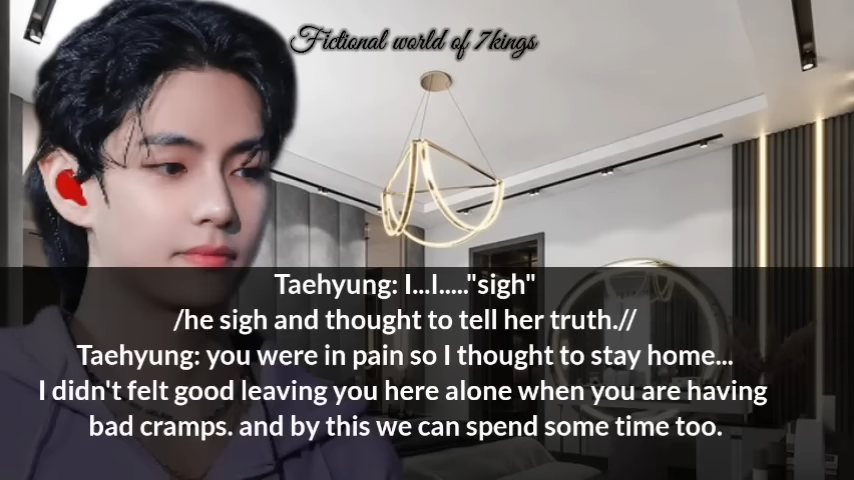 Fictional world of 7kings
Taehyung: I...I....."sigh"
/he sigh and thought to tell her truth.//
Taehyung: you were in pain so I thought to stay home...
I didn't felt good leaving you here alone when you are having
bad cramps. and by this we can spend some time too.